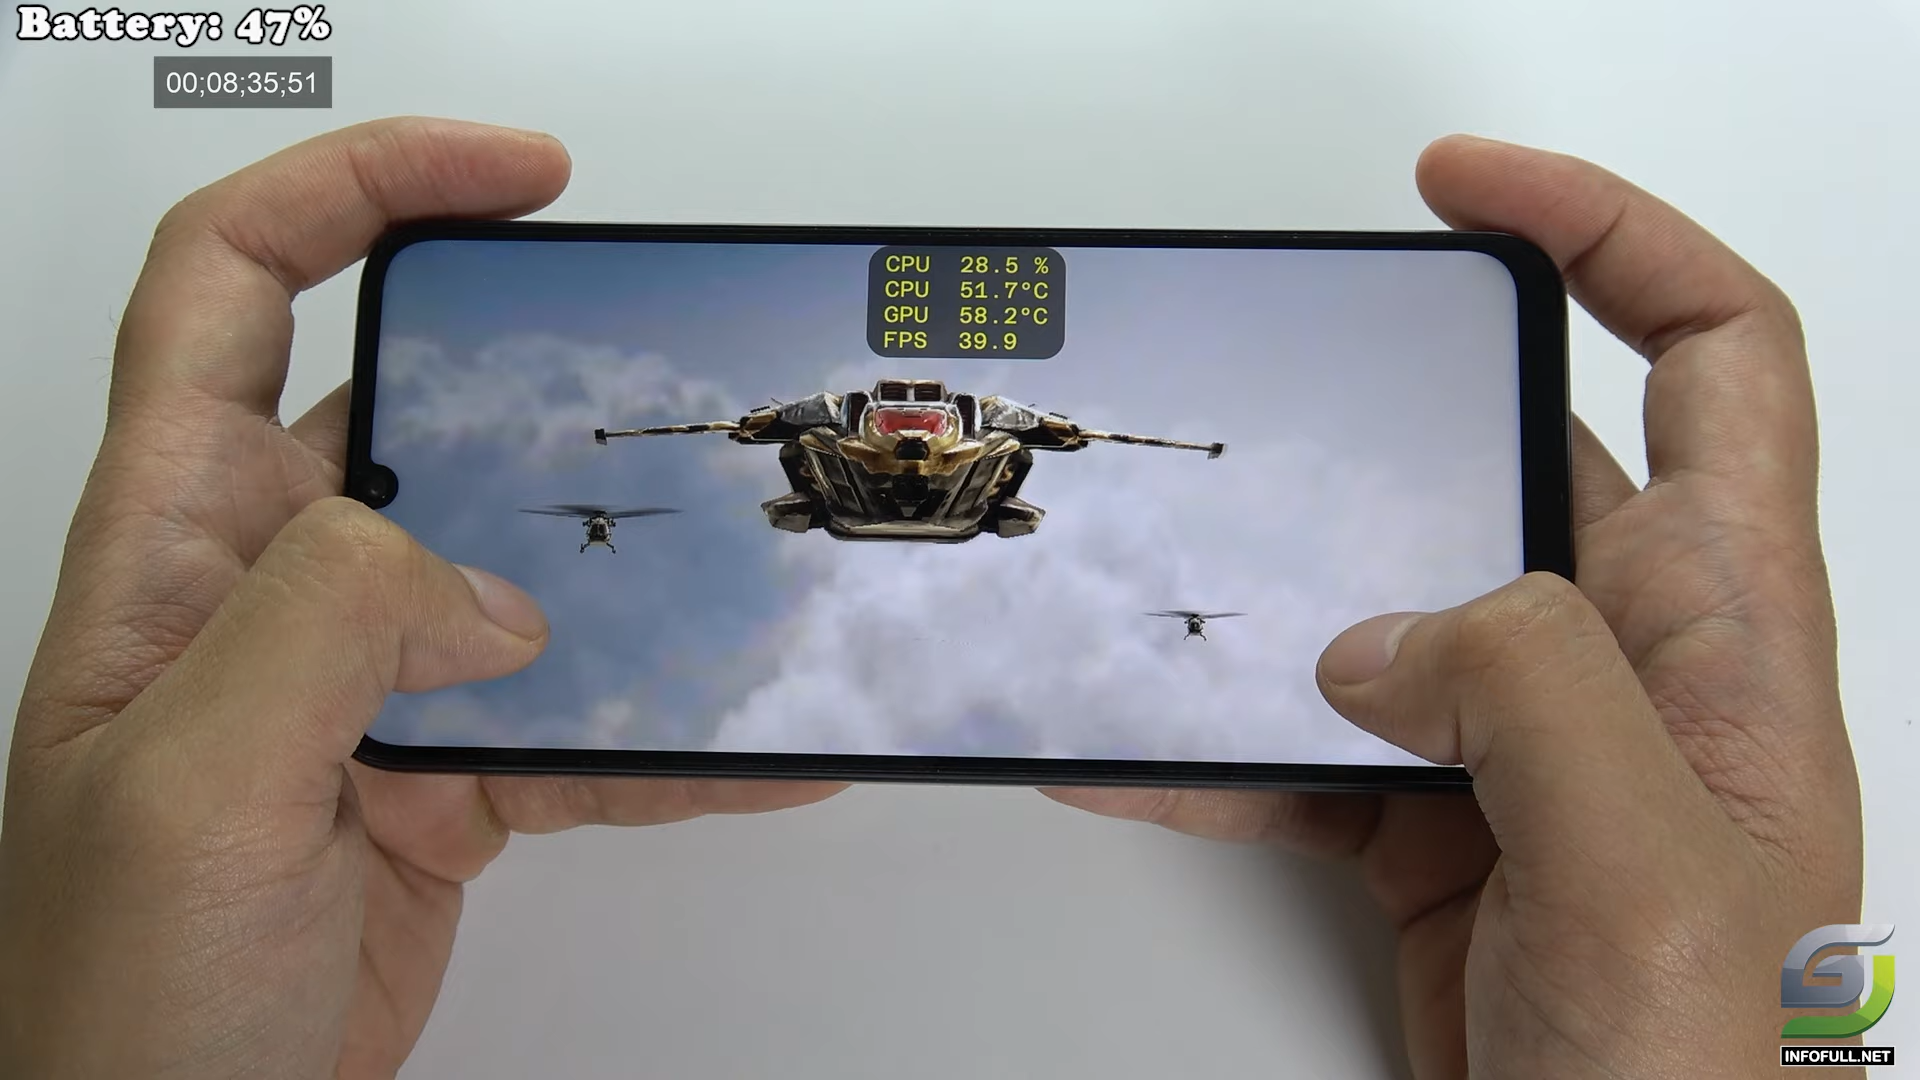 Battery: 47%
00;08;35;51
CPU 28.5 %
CPU 51.7°C
GPU 58.2°C
FPS 39.9
INFOFULL.NET